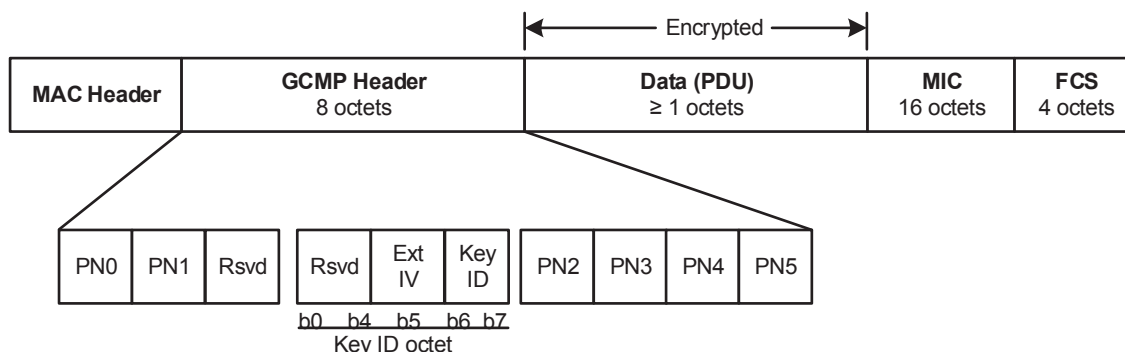 Encrypted
MAC Header
GCMP Header
8 octets
Data (PDU)
≥ 1 octets
MIC
16 octets
FCS
4 octets
PN0
PN1
Rsvd
Rsvd
Ext
IV
Key
ID
PN2
PN3
PN4
PN5
b0 b4 b5 b6 b7
Key ID octet